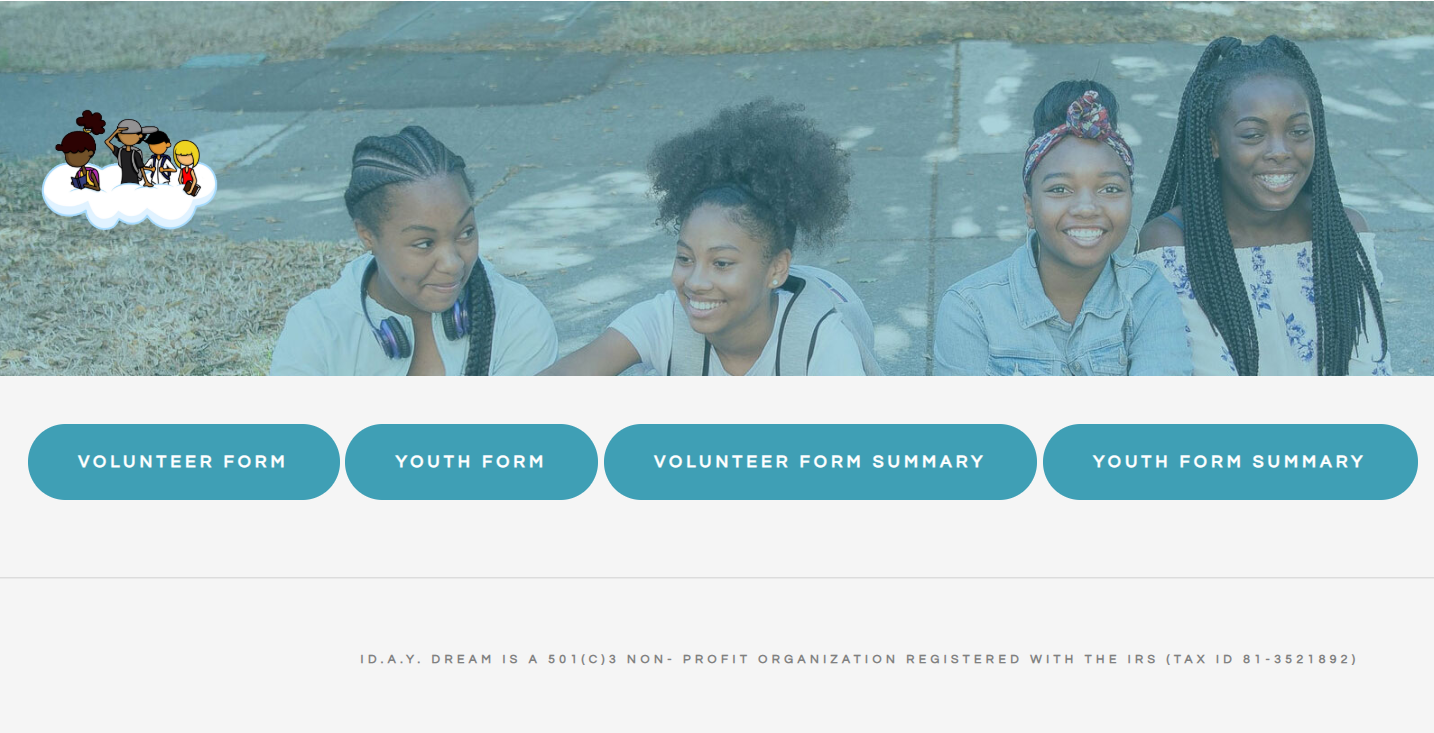 VOLUNTEER FORM
YOUTH FORM
VOLUNTEER FORM SUMMARY
YOUTH FORM SUMMARY
ID.A.Y. DREAM IS A 501(C)3 NON- PROFIT ORGANIZATION REGISTERED WITH THE IRS (TAX ID 81-3521892)